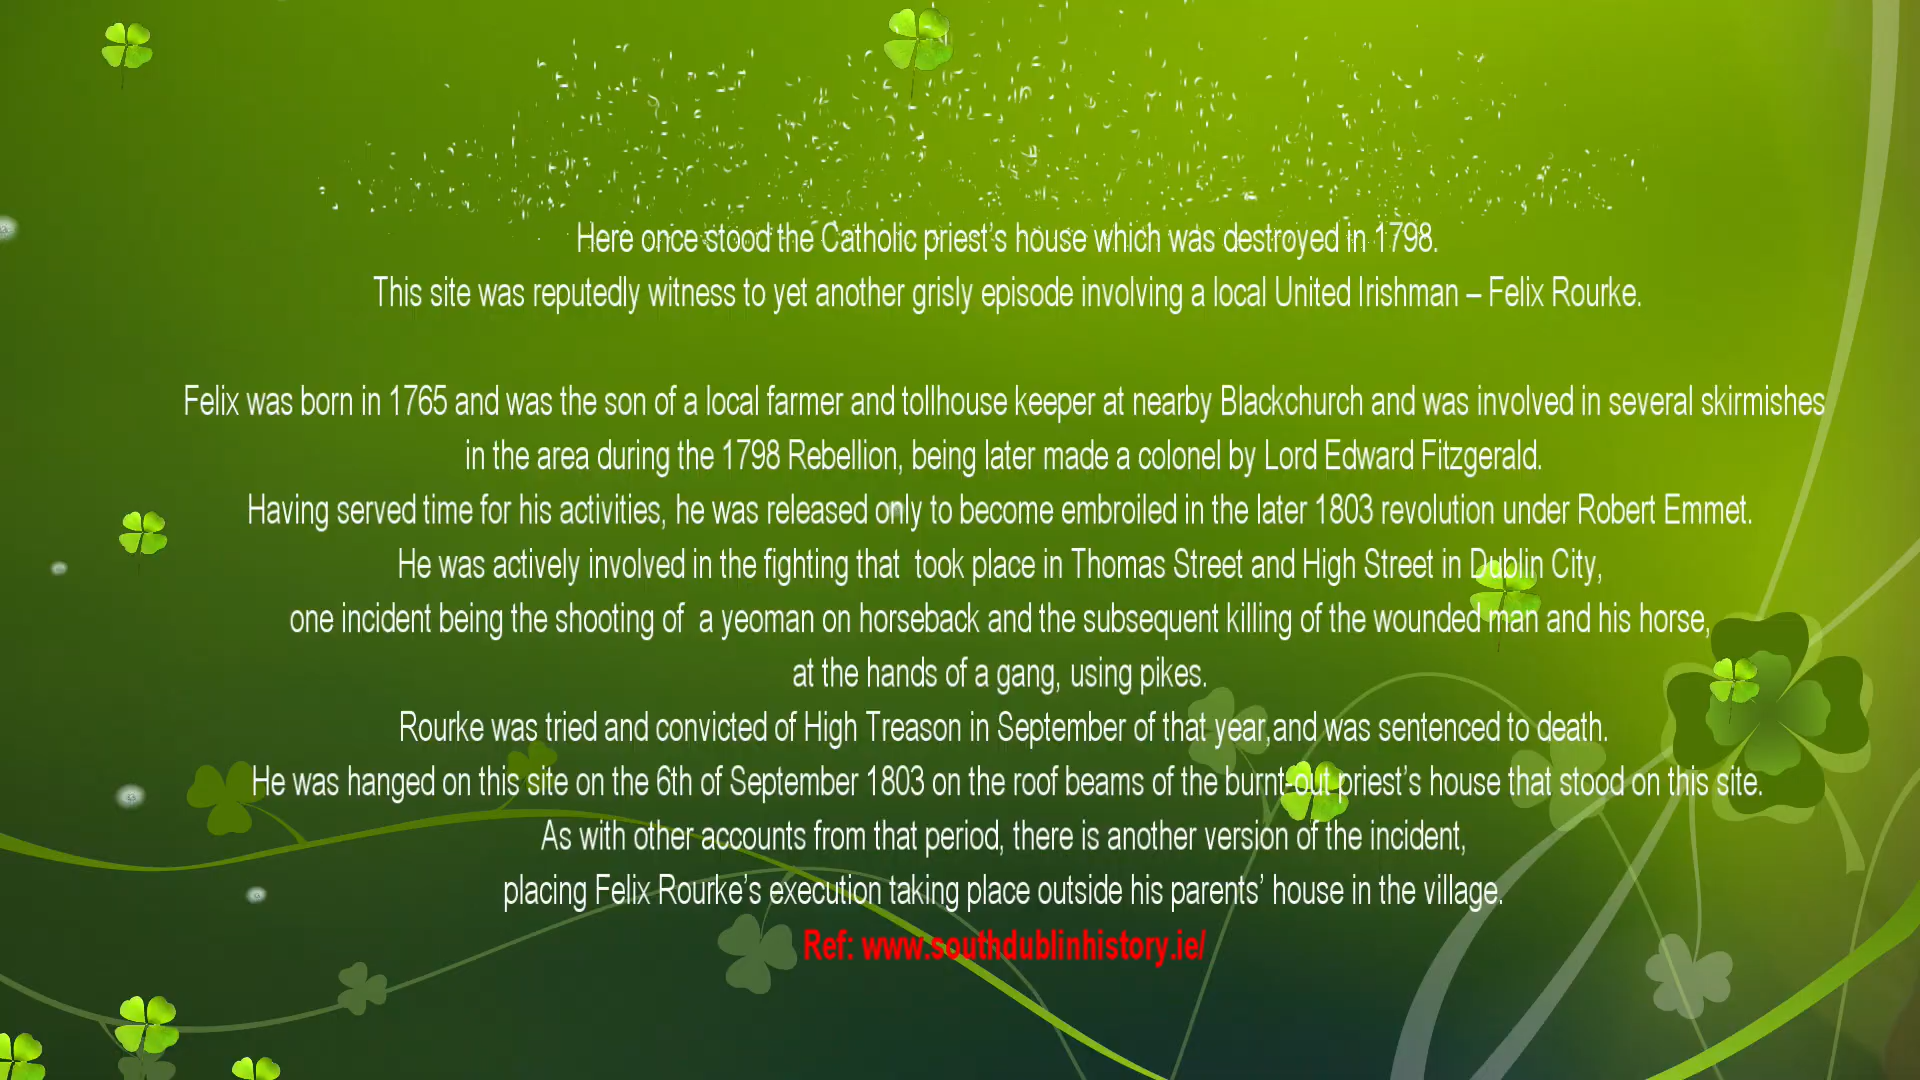 Here once stood the Catholic priest’s house which was destroyed in 1798.
This site was reputedly witness to yet another grisly episode involving a local United Irishman – Felix Rourke.
Felix was born in 1765 and was the son of a local farmer and tollhouse keeper at nearby Blackchurch and was involved in several skirmishes
in the area during the 1798 Rebellion, being later made a colonel by Lord Edward Fitzgerald.
Having served time for his activities, he was released only to become embroiled in the later 1803 revolution under Robert Emmet.
He was actively involved in the fighting that  took place in Thomas Street and High Street in Dublin City,
one incident being the shooting of  a yeoman on horseback and the subsequent killing of the wounded man and his horse,
at the hands of a gang, using pikes.
Rourke was tried and convicted of High Treason in September of that year,and was sentenced to death.
He was hanged on this site on the 6th of September 1803 on the roof beams of the burnt-out priest’s house that stood on this site.
As with other accounts from that period, there is another version of the incident,
placing Felix Rourke’s execution taking place outside his parents’ house in the village.
Ref: www.southdublinhistory.ie/